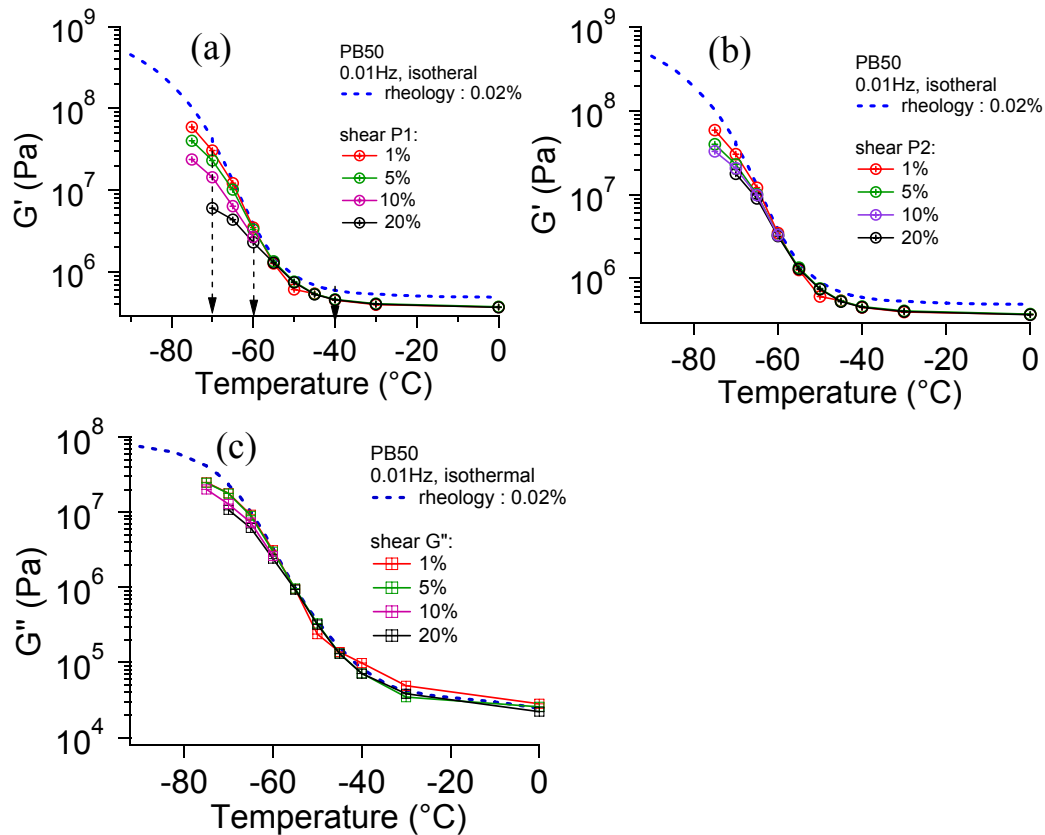 (a)
PB50
0.01Hz, isotheral
rheology : 0.02%
shear P1:
1%
5%
10%
20%
G' (Pa)
10^9
10^8
10^7
10^6
-80 -60 -40 -20 0
Temperature (°C)
(b)
PB50
0.01Hz, isotheral
rheology : 0.02%
shear P2:
1%
5%
10%
20%
G' (Pa)
10^9
10^8
10^7
10^6
-80 -60 -40 -20 0
Temperature (°C)
(c)
PB50
0.01Hz, isothermal
rheology : 0.02%
shear G":
1%
5%
10%
20%
G" (Pa)
10^8
10^7
10^6
10^5
10^4
-80 -60 -40 -20 0
Temperature (°C)